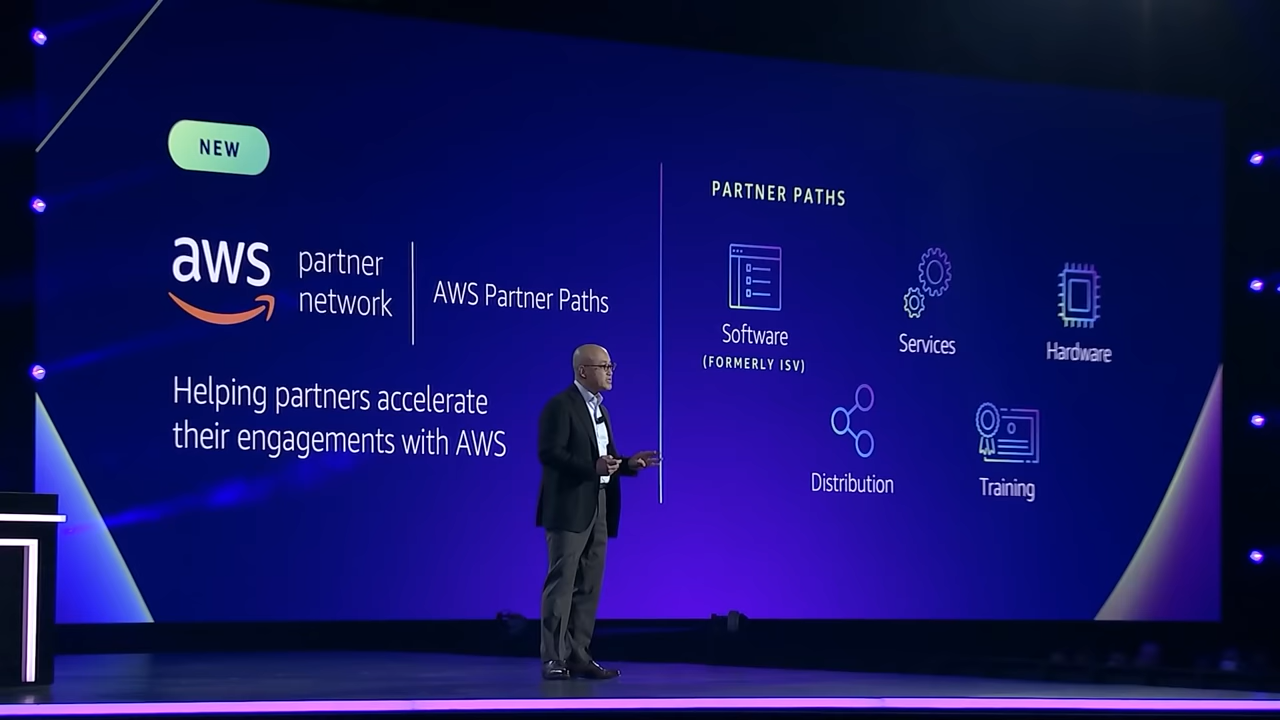 NEW
aws
partner
network
AWS Partner Paths
Helping partners accelerate
their engagements with AWS
PARTNER PATHS
Software
(FORMERLY ISV)
Services
Hardware
Distribution
Training